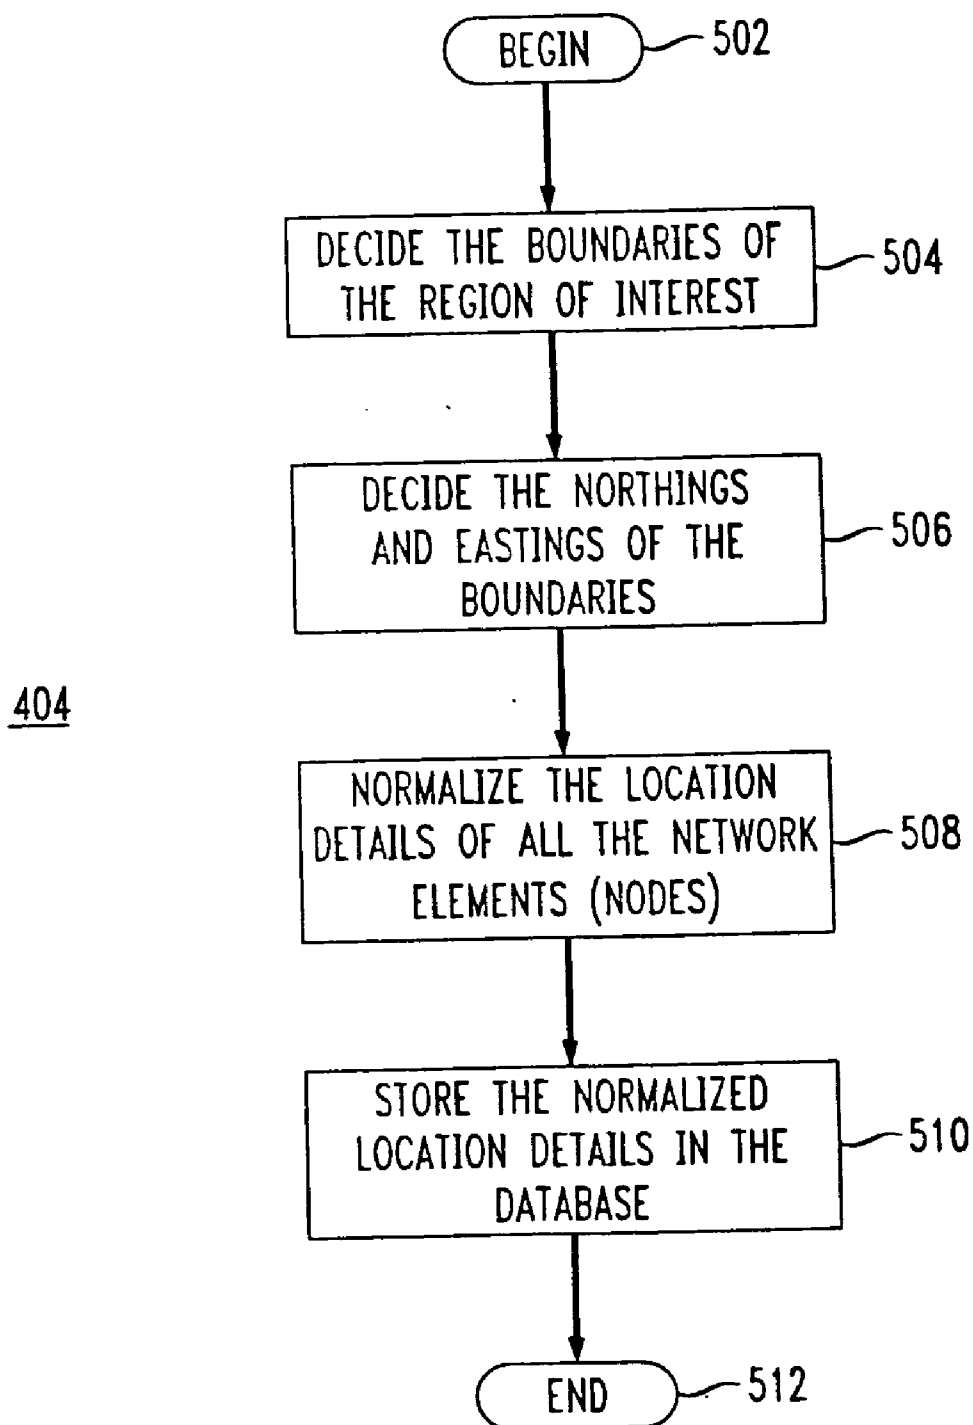 BEGIN
502
DECIDE THE BOUNDARIES OF
THE REGION OF INTEREST
504
DECIDE THE NORTHINGS
AND EASTINGS OF THE
BOUNDARIES
506
404
NORMALIZE THE LOCATION
DETAILS OF ALL THE NETWORK
ELEMENTS (NODES)
508
STORE THE NORMALIZED
LOCATION DETAILS IN THE
DATABASE
510
END
512